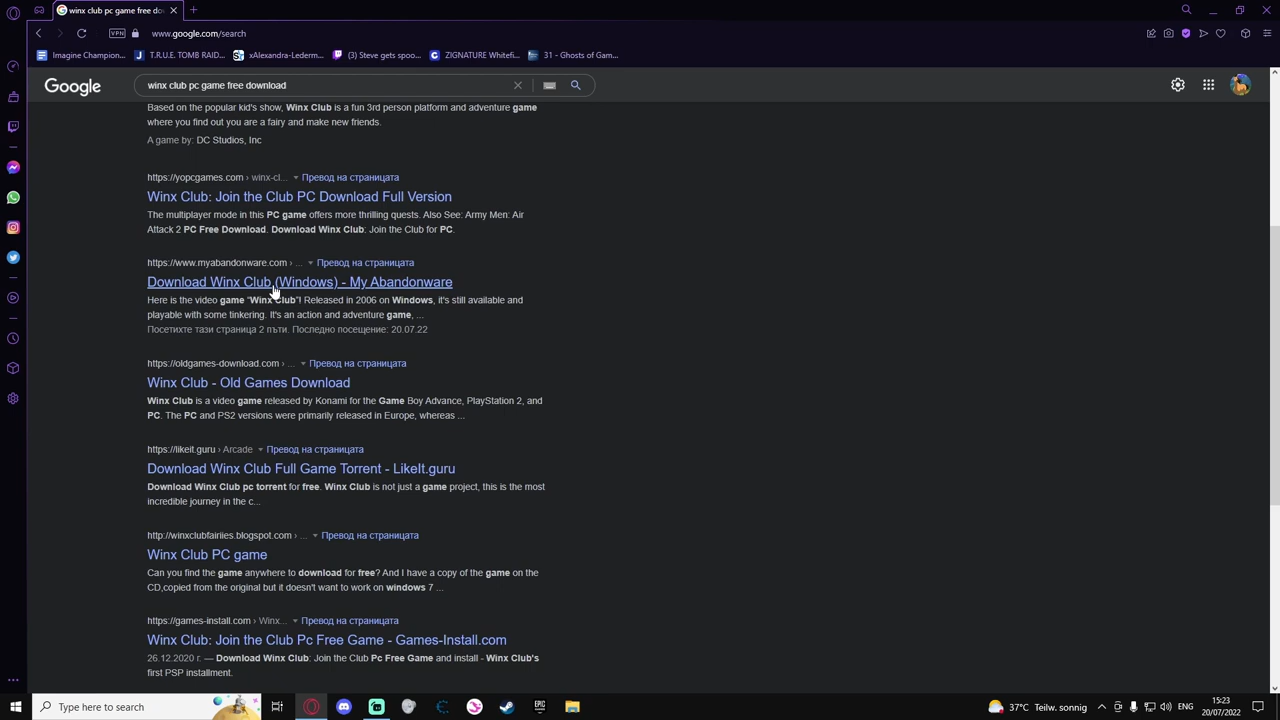 winx club pc game free do
VPN
www.google.com/search
Imagine Champion...
T.R.U.E. TOMB RAID...
xAlexandra-Lederm...
(3) Steve gets spoo...
ZIGNATURE Whitefi...
31 - Ghosts of Gam...
Google
winx club pc game free download
Based on the popular kid's show, Winx Club is a fun 3rd person platform and adventure game
where you find out you are a fairy and make new friends.
A game by: DC Studios, Inc
https://yopcgames.com › winx-cl... Превод на страницата
Winx Club: Join the Club PC Download Full Version
The multiplayer mode in this PC game offers more thrilling quests. Also See: Army Men: Air
Attack 2 PC Free Download. Download Winx Club: Join the Club for PC.
https://www.myabandonware.com › ... Превод на страницата
Download Winx Club (Windows) - My Abandonware
Here is the video game "Winx Club"! Released in 2006 on Windows, it's still available and
playable with some tinkering. It's an action and adventure game, ...
Посетихте тази страница 2 пъти. Последно посещение: 20.07.22
https://oldgames-download.com › ... Превод на страницата
Winx Club - Old Games Download
Winx Club is a video game released by Konami for the Game Boy Advance, PlayStation 2, and
PC. The PC and PS2 versions were primarily released in Europe, whereas ...
https://likeit.guru › Arcade Превод на страницата
Download Winx Club Full Game Torrent - LikeIt.guru
Download Winx Club pc torrent for free. Winx Club is not just a game project, this is the most
incredible journey in the c...
http://winxclubfairiies.blogspot.com › ... Превод на страницата
Winx Club PC game
Can you find the game anywhere to download for free? And I have a copy of the game on the
CD,copied from the original but it doesn't want to work on windows 7 ...
https://games-install.com › Winx... Превод на страницата
Winx Club: Join the Club Pc Free Game - Games-Install.com
26.12.2020 г. — Download Winx Club: Join the Club Pc Free Game and install - Winx Club's
first PSP installment.
Type here to search
EPIC
37°C Teilw. sonnig
ENG
15:23
20/07/2022